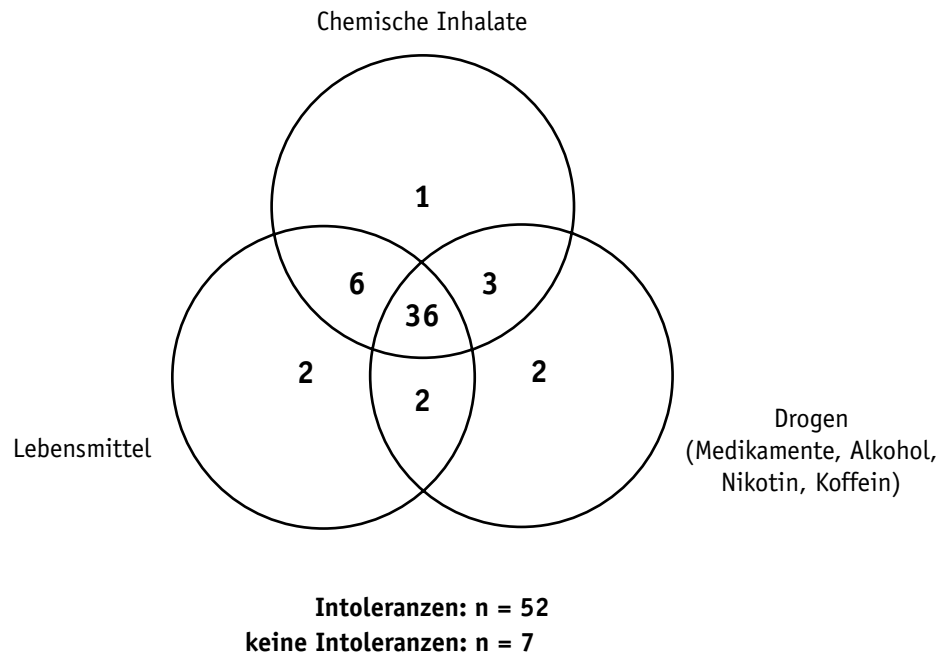 Chemische Inhalate
1
6
3
36
2
2
2
Lebensmittel
Drogen
(Medikamente, Alkohol,
Nikotin, Koffein)
Intoleranzen: n = 52
keine Intoleranzen: n = 7